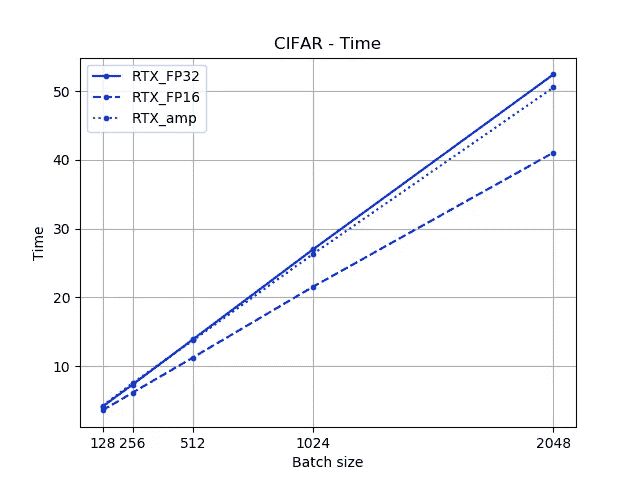 CIFAR - Time
RTX_FP32
RTX_FP16
RTX_amp
50
40
30
20
10
Time
128 256 512 1024 2048
Batch size